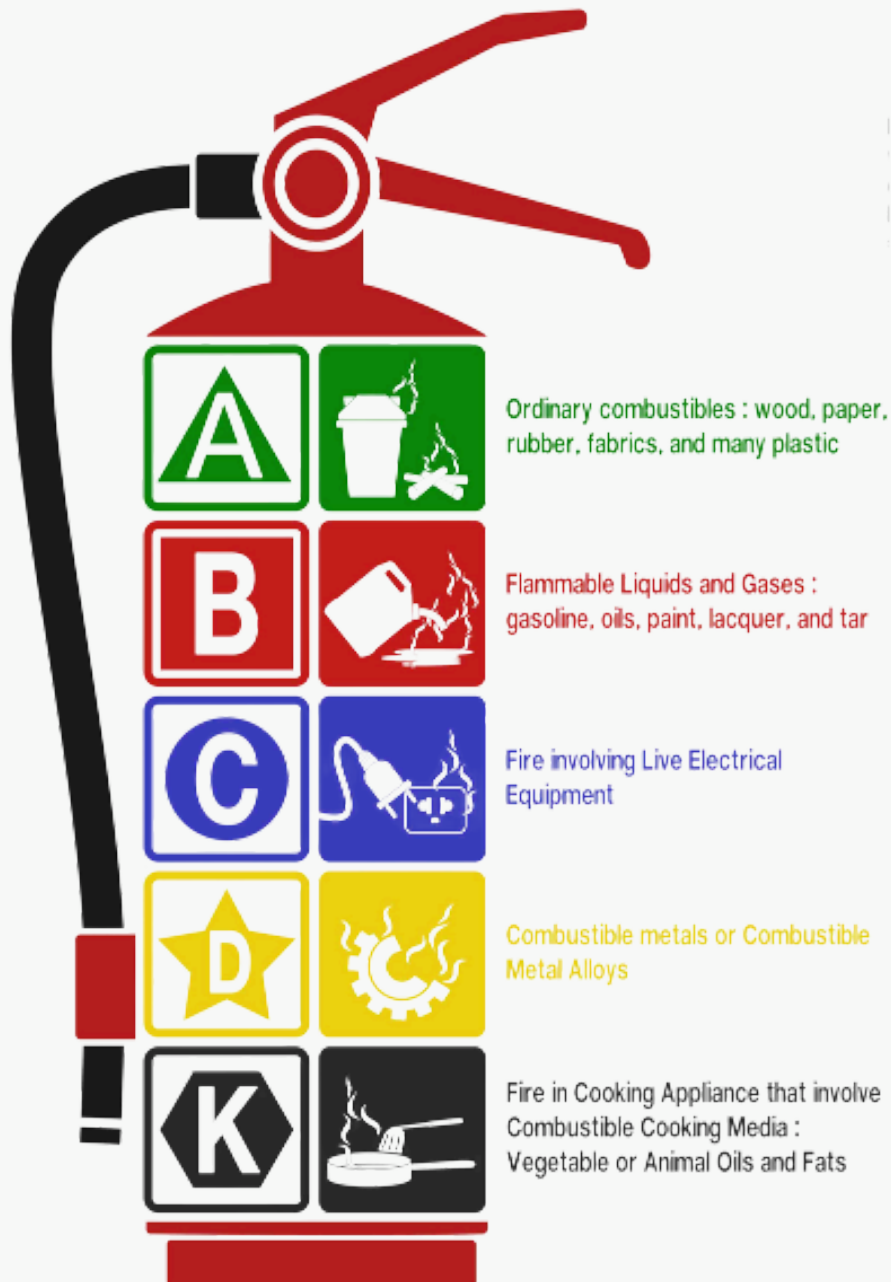 A
Ordinary combustibles : wood, paper,
rubber, fabrics, and many plastic
B
Flammable Liquids and Gases :
gasoline, oils, paint, lacquer, and tar
C
Fire involving Live Electrical
Equipment
D
Combustible metals or Combustible
Metal Alloys
K
Fire in Cooking Appliance that involve
Combustible Cooking Media :
Vegetable or Animal Oils and Fats